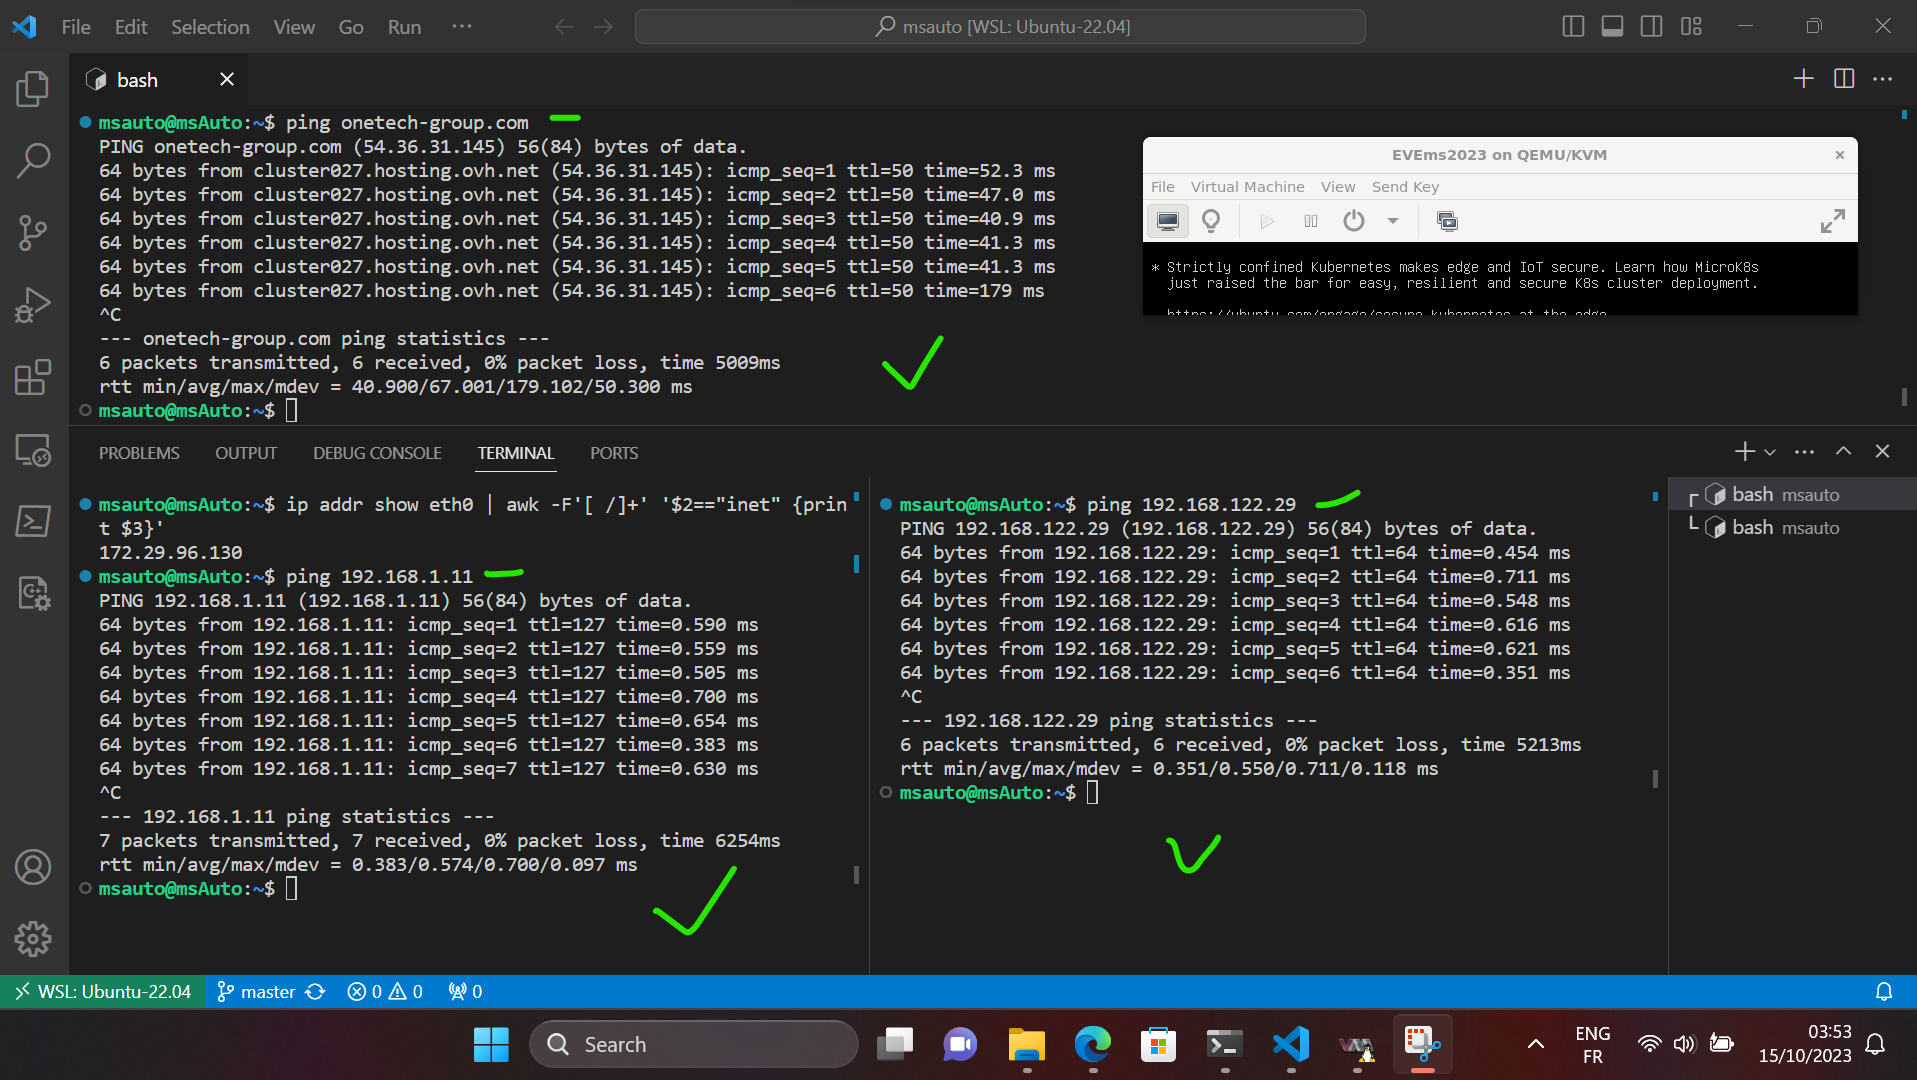 File Edit Selection View Go Run ···
msauto [WSL: Ubuntu-22.04]
bash
msauto@msAuto:~$ ping onetech-group.com
PING onetech-group.com (54.36.31.145) 56(84) bytes of data.
64 bytes from cluster027.hosting.ovh.net (54.36.31.145): icmp_seq=1 ttl=50 time=52.3 ms
64 bytes from cluster027.hosting.ovh.net (54.36.31.145): icmp_seq=2 ttl=50 time=47.0 ms
64 bytes from cluster027.hosting.ovh.net (54.36.31.145): icmp_seq=3 ttl=50 time=40.9 ms
64 bytes from cluster027.hosting.ovh.net (54.36.31.145): icmp_seq=4 ttl=50 time=41.3 ms
64 bytes from cluster027.hosting.ovh.net (54.36.31.145): icmp_seq=5 ttl=50 time=41.3 ms
64 bytes from cluster027.hosting.ovh.net (54.36.31.145): icmp_seq=6 ttl=50 time=179 ms
^C
--- onetech-group.com ping statistics ---
6 packets transmitted, 6 received, 0% packet loss, time 5009ms
rtt min/avg/max/mdev = 40.900/67.001/179.102/50.300 ms
msauto@msAuto:~$
EVEms2023 on QEMU/KVM
File Virtual Machine View Send Key
* Strictly confined Kubernetes makes edge and IoT secure. Learn how MicroK8s
just raised the bar for easy, resilient and secure K8s cluster deployment.
https://ubuntu.com/engage/secure-kubernetes-at-the-edge
PROBLEMS OUTPUT DEBUG CONSOLE TERMINAL PORTS
msauto@msAuto:~$ ip addr show eth0 | awk -F'[ /]+' '$2=="inet" {prin
t $3}'
172.29.96.130
msauto@msAuto:~$ ping 192.168.1.11
PING 192.168.1.11 (192.168.1.11) 56(84) bytes of data.
64 bytes from 192.168.1.11: icmp_seq=1 ttl=127 time=0.590 ms
64 bytes from 192.168.1.11: icmp_seq=2 ttl=127 time=0.559 ms
64 bytes from 192.168.1.11: icmp_seq=3 ttl=127 time=0.505 ms
64 bytes from 192.168.1.11: icmp_seq=4 ttl=127 time=0.700 ms
64 bytes from 192.168.1.11: icmp_seq=5 ttl=127 time=0.654 ms
64 bytes from 192.168.1.11: icmp_seq=6 ttl=127 time=0.383 ms
64 bytes from 192.168.1.11: icmp_seq=7 ttl=127 time=0.630 ms
^C
--- 192.168.1.11 ping statistics ---
7 packets transmitted, 7 received, 0% packet loss, time 6254ms
rtt min/avg/max/mdev = 0.383/0.574/0.700/0.097 ms
msauto@msAuto:~$
msauto@msAuto:~$ ping 192.168.122.29
PING 192.168.122.29 (192.168.122.29) 56(84) bytes of data.
64 bytes from 192.168.122.29: icmp_seq=1 ttl=64 time=0.454 ms
64 bytes from 192.168.122.29: icmp_seq=2 ttl=64 time=0.711 ms
64 bytes from 192.168.122.29: icmp_seq=3 ttl=64 time=0.548 ms
64 bytes from 192.168.122.29: icmp_seq=4 ttl=64 time=0.616 ms
64 bytes from 192.168.122.29: icmp_seq=5 ttl=64 time=0.621 ms
64 bytes from 192.168.122.29: icmp_seq=6 ttl=64 time=0.351 ms
^C
--- 192.168.122.29 ping statistics ---
6 packets transmitted, 6 received, 0% packet loss, time 5213ms
rtt min/avg/max/mdev = 0.351/0.550/0.711/0.118 ms
msauto@msAuto:~$
bash msauto
bash msauto
WSL: Ubuntu-22.04 master 0 0 0
Search
ENG
FR
03:53
15/10/2023